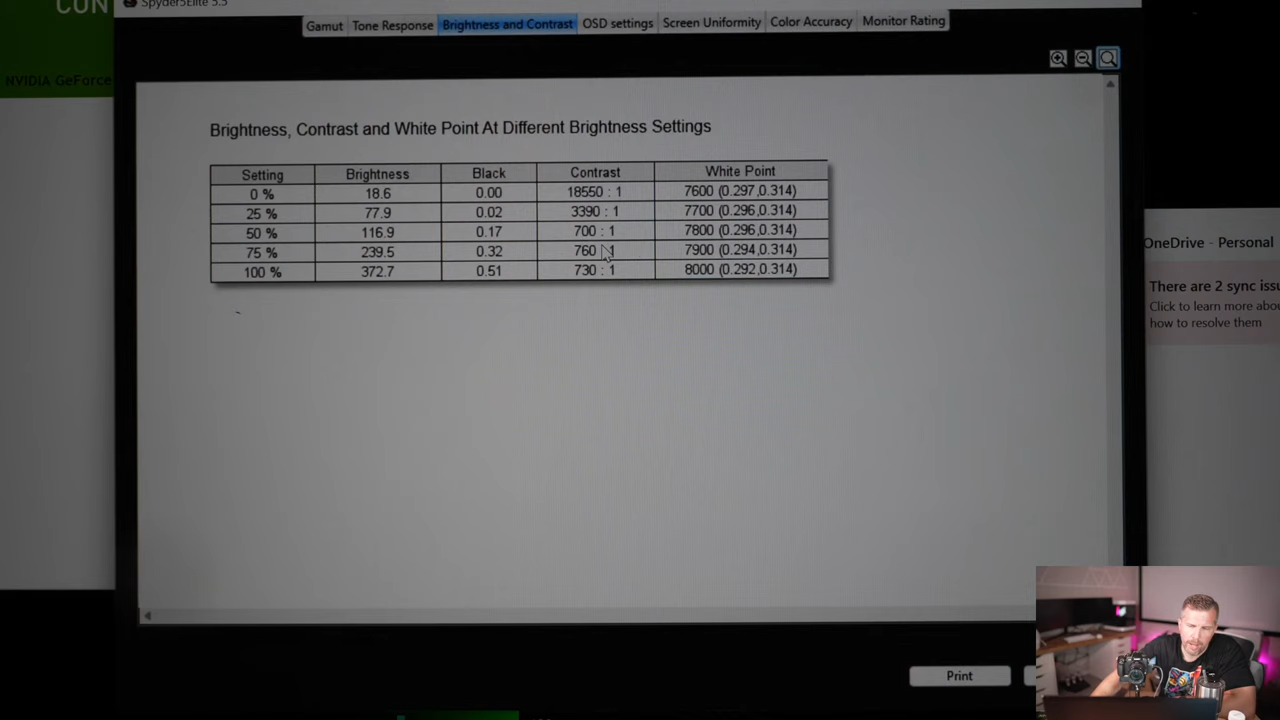 CON
Spyder5Elite 5.5
NVIDIA GeForce
Gamut Tone Response Brightness and Contrast OSD settings Screen Uniformity Color Accuracy Monitor Rating
Brightness, Contrast and White Point At Different Brightness Settings
Setting Brightness Black Contrast White Point
0 % 18.6 0.00 18550 : 1 7600 (0.297,0.314)
25 % 77.9 0.02 3390 : 1 7700 (0.296,0.314)
50 % 116.9 0.17 700 : 1 7800 (0.296,0.314)
75 % 239.5 0.32 760 : 1 7900 (0.294,0.314)
100 % 372.7 0.51 730 : 1 8000 (0.292,0.314)
OneDrive - Personal
There are 2 sync issu
Click to learn more abou
how to resolve them
Print